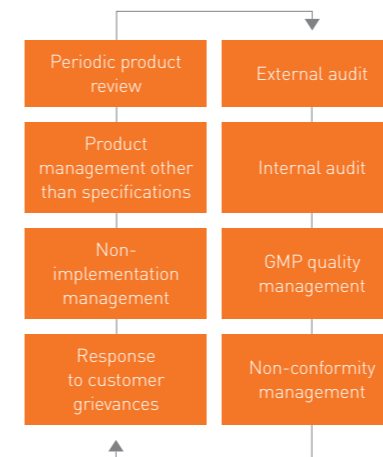 Periodic product
review
Product
management other
than specifications
Non-
implementation
management
Response
to customer
grievances
External audit
Internal audit
GMP quality
management
Non-conformity
management